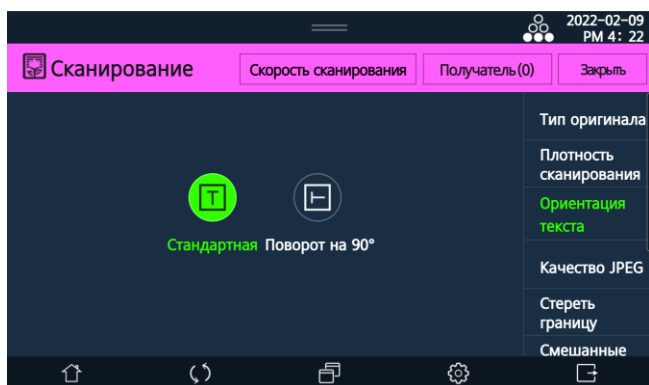 2022-02-09
PM 4: 22
Сканирование
Скорость сканирования
Получатель(0)
Закрыть
Тип оригинала
Плотность
сканирования
Ориентация
текста
T
T
Стандартная
Поворот на 90°
Качество JPEG
Стереть
границу
Смешанные